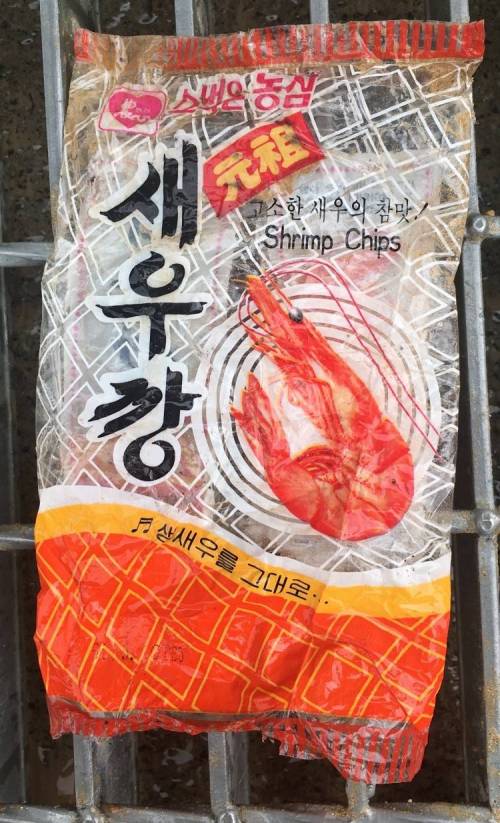 스낵은 농심
元祖
새우깡
고소한 새우의 참맛!
Shrimp Chips
♬ 생새우를 그대로...